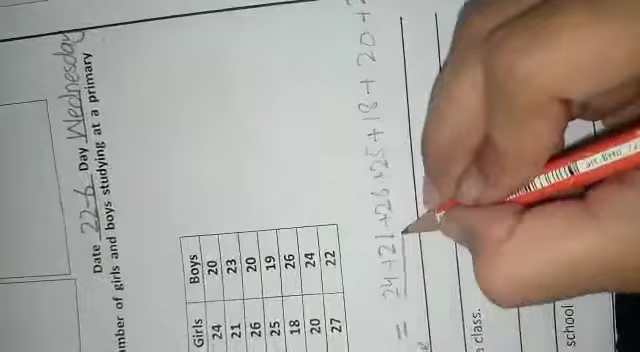 Date 22-6 Day Wednesday
of girls and boys studying at a primary
Girls Boys
24 20
21 23
26 20
25 19
18 26
20 24
27 22
= 24+21+26+25+18+20+
class.
school